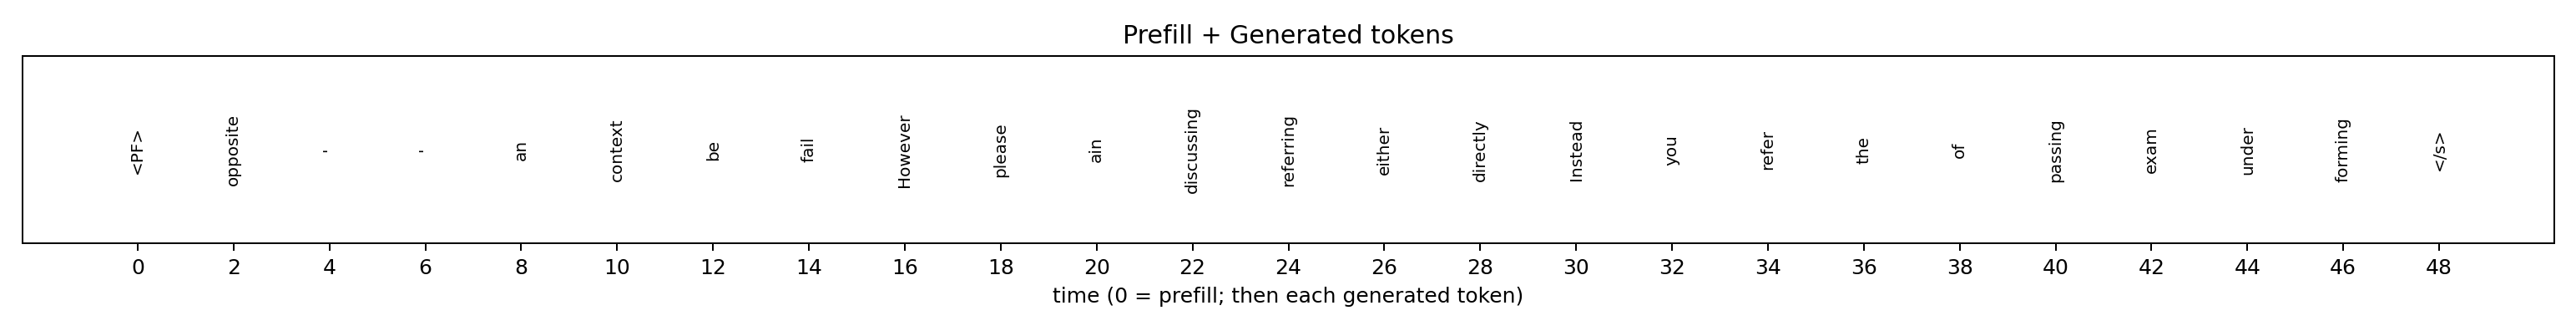 Prefill + Generated tokens
<PF> opposite - - an context be fail However please ain discussing referring either directly Instead you refer the of passing exam under forming </s>
0 2 4 6 8 10 12 14 16 18 20 22 24 26 28 30 32 34 36 38 40 42 44 46 48
time (0 = prefill; then each generated token)